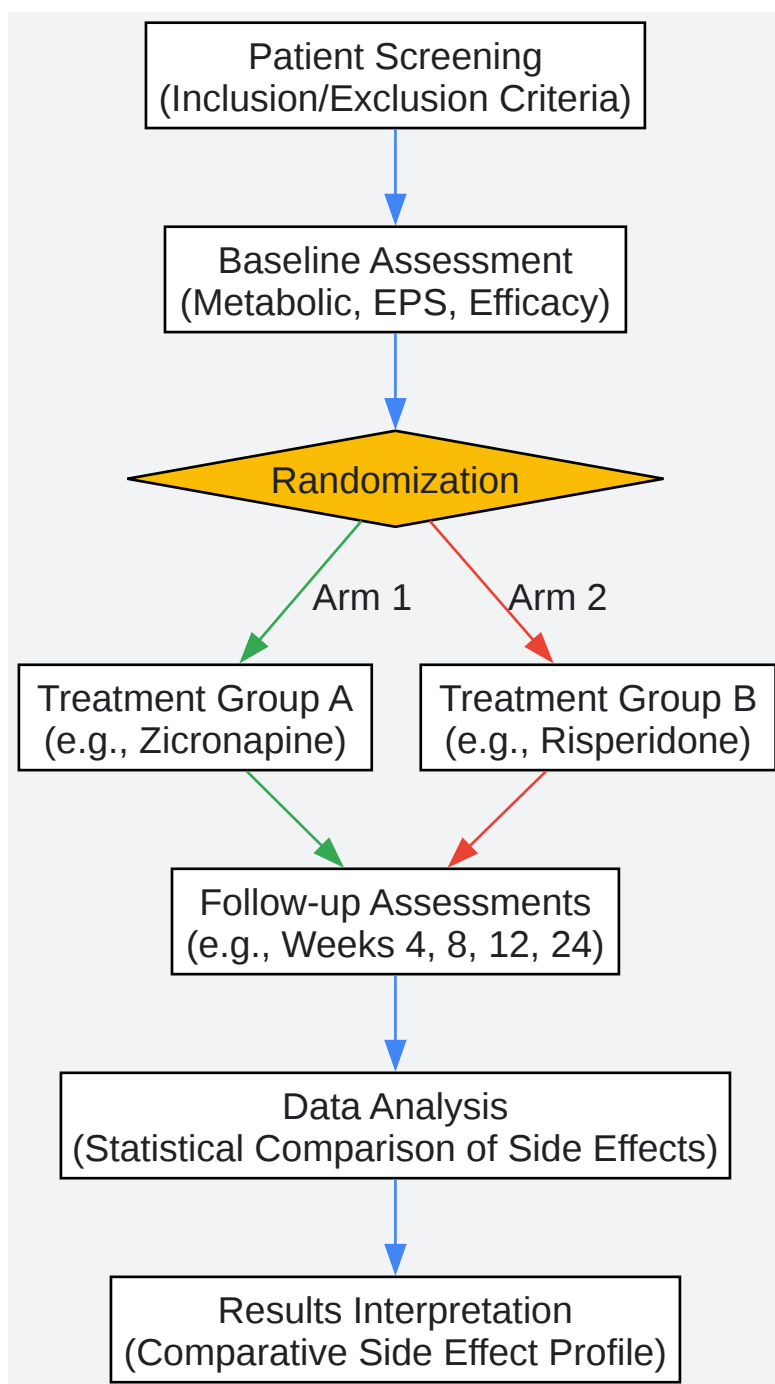 Patient Screening
(Inclusion/Exclusion Criteria)
Baseline Assessment
(Metabolic, EPS, Efficacy)
Randomization
Arm 1
Arm 2
Treatment Group A
(e.g., Zicronapine)
Treatment Group B
(e.g., Risperidone)
Follow-up Assessments
(e.g., Weeks 4, 8, 12, 24)
Data Analysis
(Statistical Comparison of Side Effects)
Results Interpretation
(Comparative Side Effect Profile)